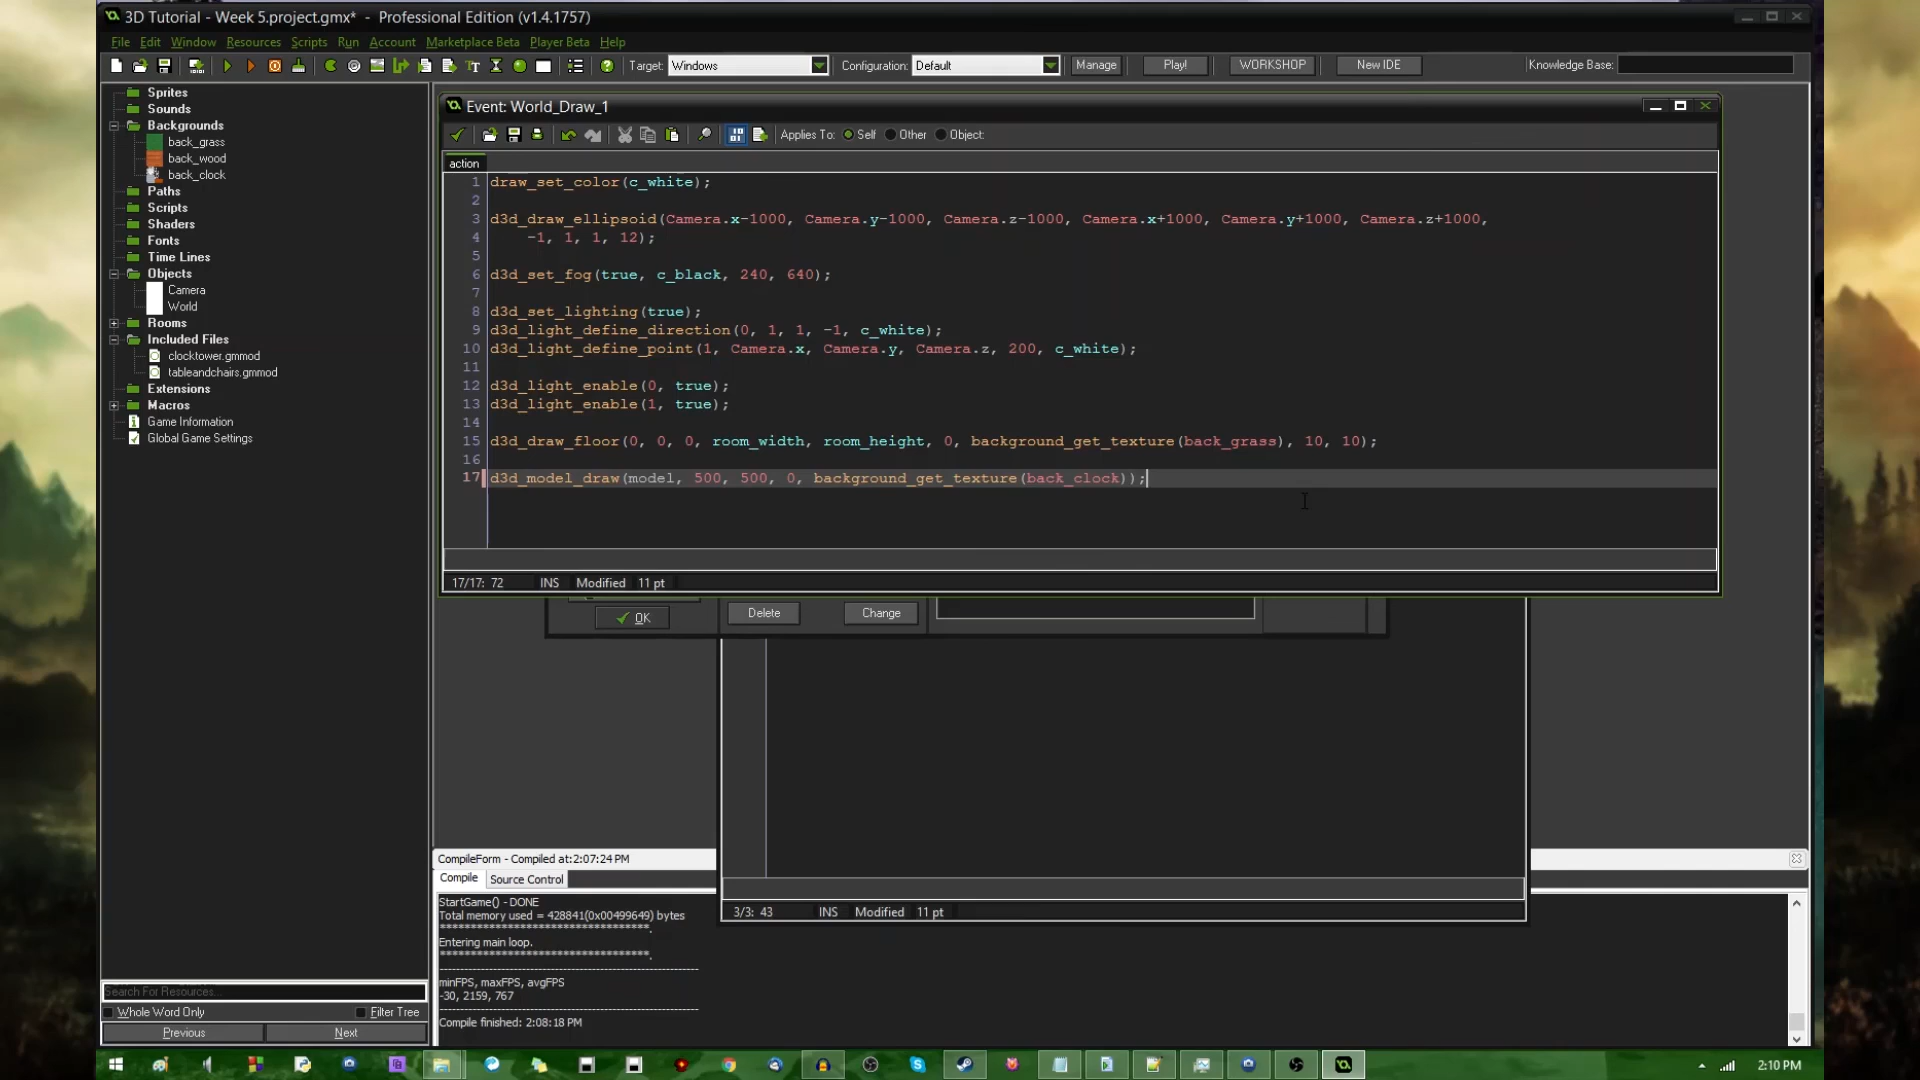 3D Tutorial - Week 5.project.gmx* - Professional Edition (v1.4.1757)
File Edit Window Resources Scripts Run Account Marketplace Beta Player Beta Help
Target: Windows Configuration: Default Manage Play! WORKSHOP New IDE Knowledge Base:
Sprites
Sounds
Backgrounds
back_grass
back_wood
back_clock
Paths
Scripts
Shaders
Fonts
Time Lines
Objects
Camera
World
Rooms
Included Files
clocktower.gmmod
tableandchairs.gmmod
Extensions
Macros
Game Information
Global Game Settings
Search For Resources...
Whole Word Only Filter Tree
Previous Next
Event: World_Draw_1
Applies To: Self Other Object:
action
1 draw_set_color(c_white);
2
3 d3d_draw_ellipsoid(Camera.x-1000, Camera.y-1000, Camera.z-1000, Camera.x+1000, Camera.y+1000, Camera.z+1000,
4 -1, 1, 1, 12);
5
6 d3d_set_fog(true, c_black, 240, 640);
7
8 d3d_set_lighting(true);
9 d3d_light_define_direction(0, 1, 1, -1, c_white);
10 d3d_light_define_point(1, Camera.x, Camera.y, Camera.z, 200, c_white);
11
12 d3d_light_enable(0, true);
13 d3d_light_enable(1, true);
14
15 d3d_draw_floor(0, 0, 0, room_width, room_height, 0, background_get_texture(back_grass), 10, 10);
16
17 d3d_model_draw(model, 500, 500, 0, background_get_texture(back_clock));
17/17: 72 INS Modified 11 pt
OK Delete Change
3/3: 43 INS Modified 11 pt
CompileForm - Compiled at:2:07:24 PM
Compile Source Control
StartGame() - DONE
Total memory used = 428841(0x00499649) bytes
**********************************.
Entering main loop.
**********************************.
---------------------------------------------------------------
minFPS, maxFPS, avgFPS
-30, 2159, 767
---------------------------------------------------------------
Compile finished: 2:08:18 PM
2:10 PM